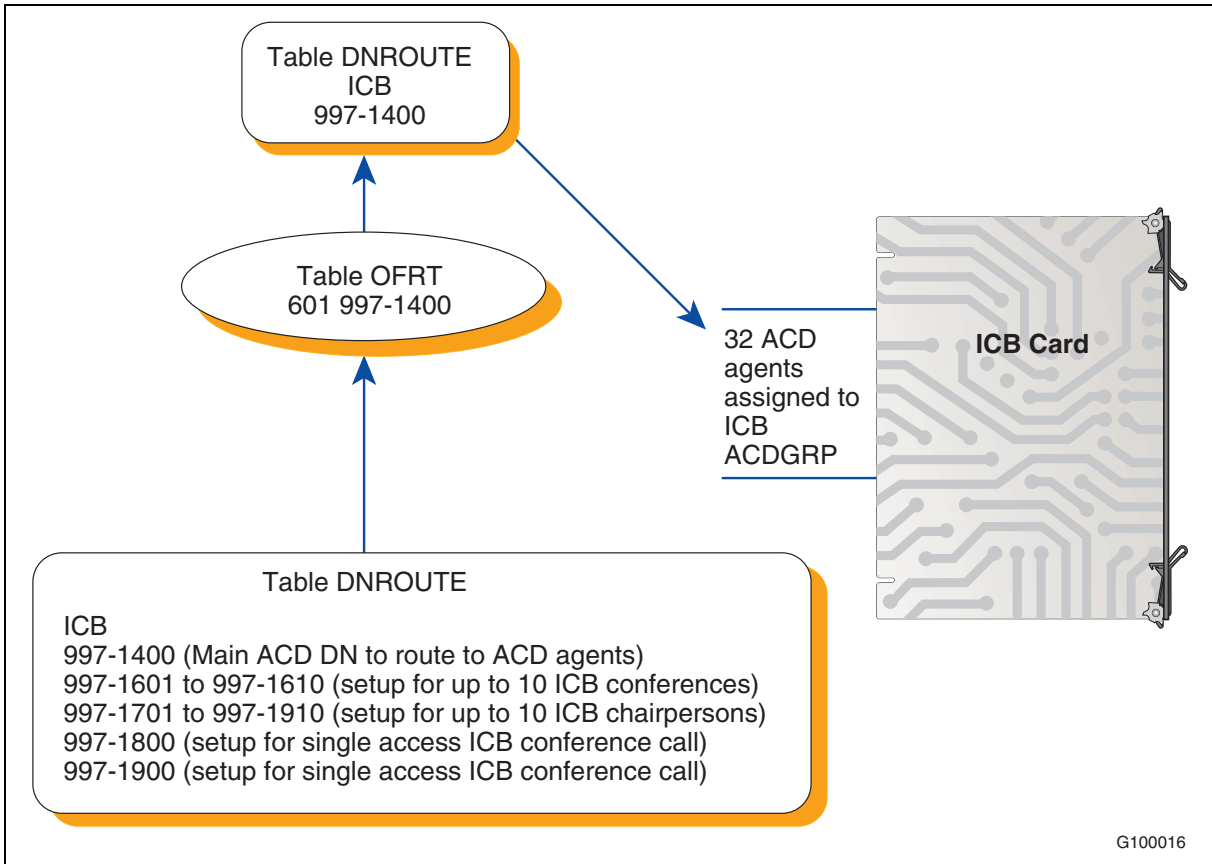 Table DNROUTE
ICB
997-1400
Table OFRT
601 997-1400
32 ACD
agents
assigned to
ICB
ACDGRP
ICB Card
Table DNROUTE
ICB
997-1400 (Main ACD DN to route to ACD agents)
997-1601 to 997-1610 (setup for up to 10 ICB conferences)
997-1701 to 997-1910 (setup for up to 10 ICB chairpersons)
997-1800 (setup for single access ICB conference call)
997-1900 (setup for single access ICB conference call)
G100016